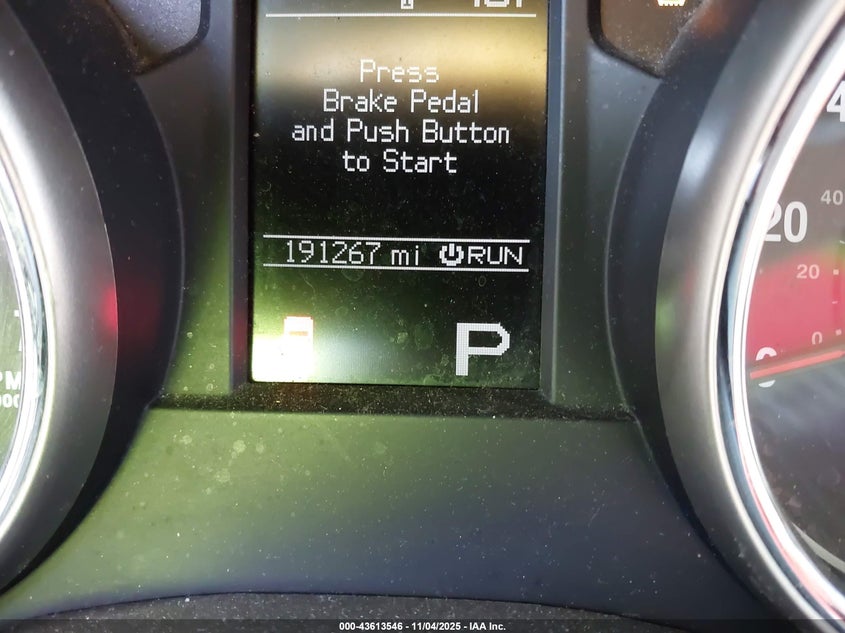 Press
Brake Pedal
and Push Button
to Start
191267 mi RUN
P
20
40
20
0
000-43613546 - 11/04/2025 - IAA Inc.